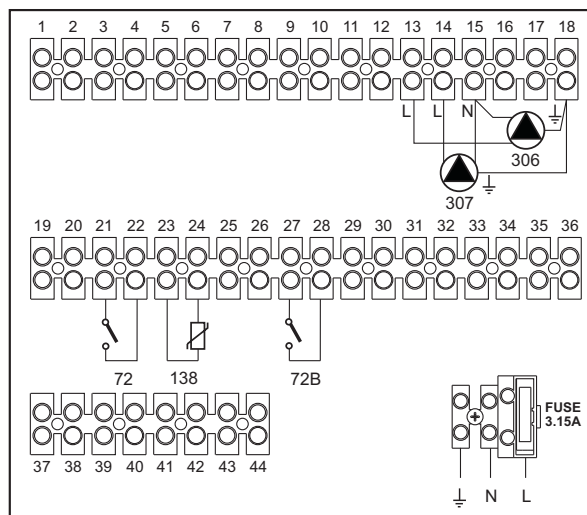 1 2 3 4 5 6 7 8 9 10 11 12 13 14 15 16 17 18
L L N
306
307
19 20 21 22 23 24 25 26 27 28 29 30 31 32 33 34 35 36
72 138 72B
FUSE
3.15A
37 38 39 40 41 42 43 44
N L